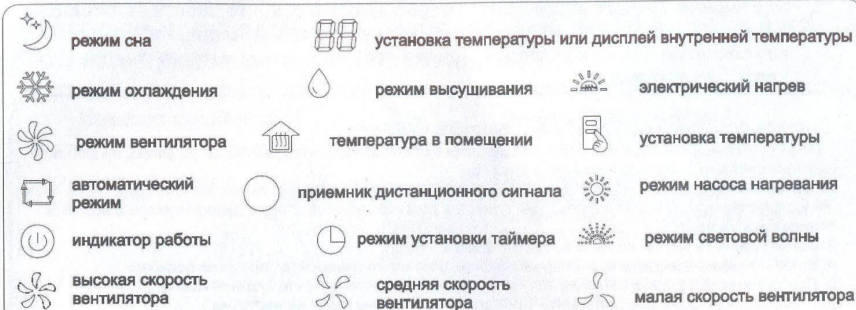 режим сна
88 установка температуры или дисплей внутренней температуры
режим охлаждения
режим высушивания
электрический нагрев
режим вентилятора
температура в помещении
установка температуры
автоматический
режим
приемник дистанционного сигнала
режим насоса нагревания
индикатор работы
режим установки таймера
режим световой волны
высокая скорость
вентилятора
средняя скорость
вентилятора
малая скорость вентилятора